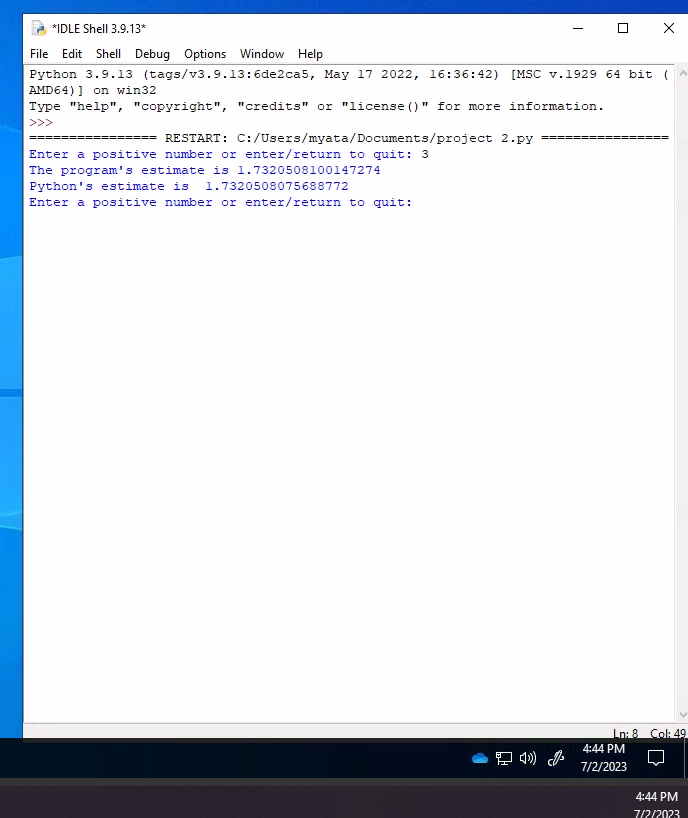 *IDLE Shell 3.9.13*
File Edit Shell Debug Options Window Help
Python 3.9.13 (tags/v3.9.13:6de2ca5, May 17 2022, 16:36:42) [MSC v.1929 64 bit (
AMD64)] on win32
Type "help", "copyright", "credits" or "license()" for more information.
>>>
================ RESTART: C:/Users/myata/Documents/project 2.py ================
Enter a positive number or enter/return to quit: 3
The program's estimate is 1.7320508100147274
Python's estimate is  1.7320508075688772
Enter a positive number or enter/return to quit:
Ln: 8 Col: 49
4:44 PM
7/2/2023
4:44 PM
7/2/2023